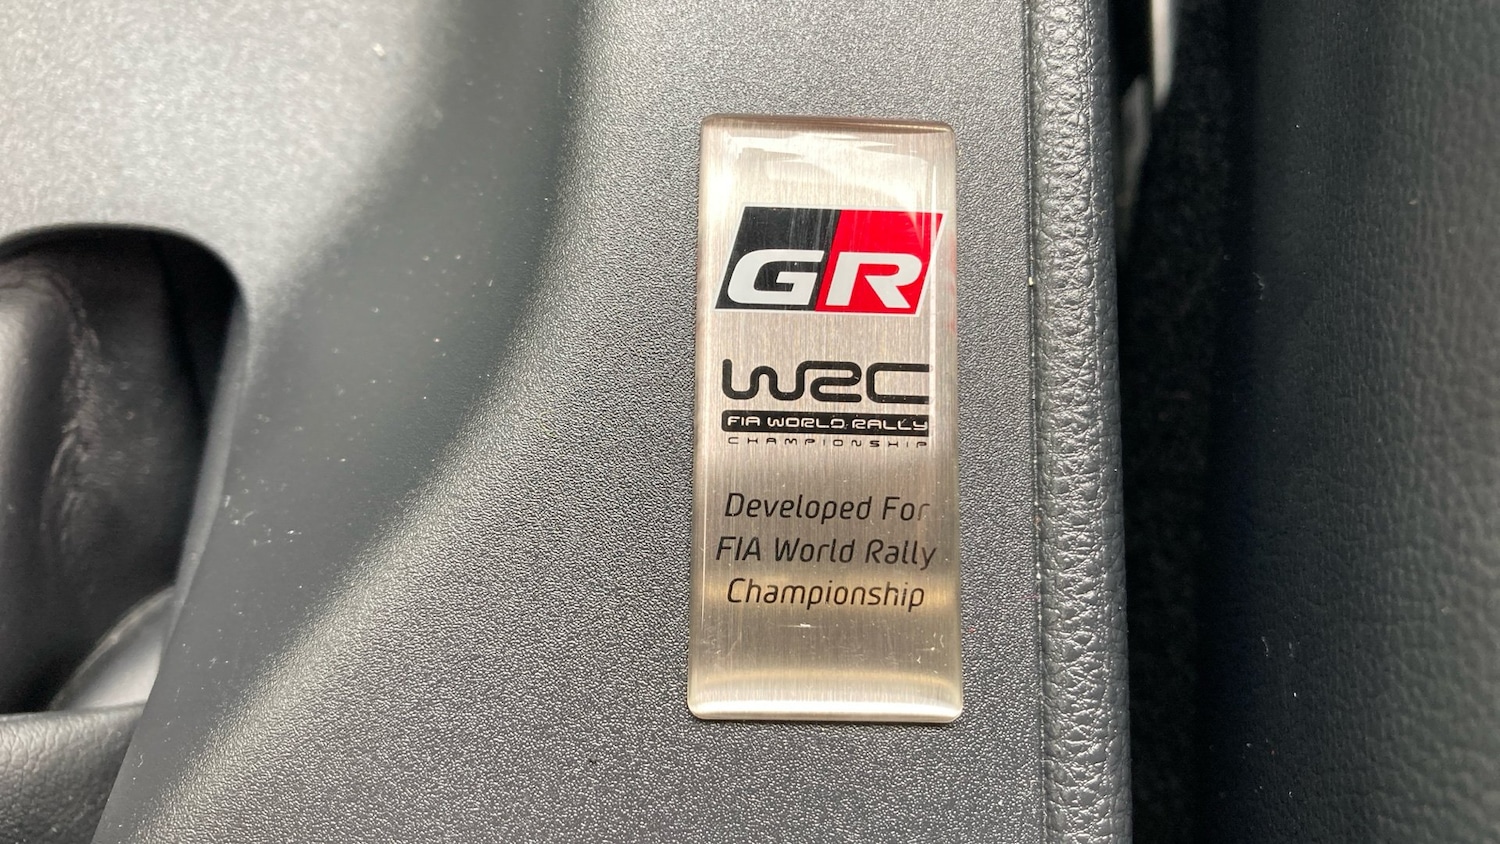 GR
WRC
FIA WORLD RALLY
CHAMPIONSHIP
Developed For
FIA World Rally
Championship